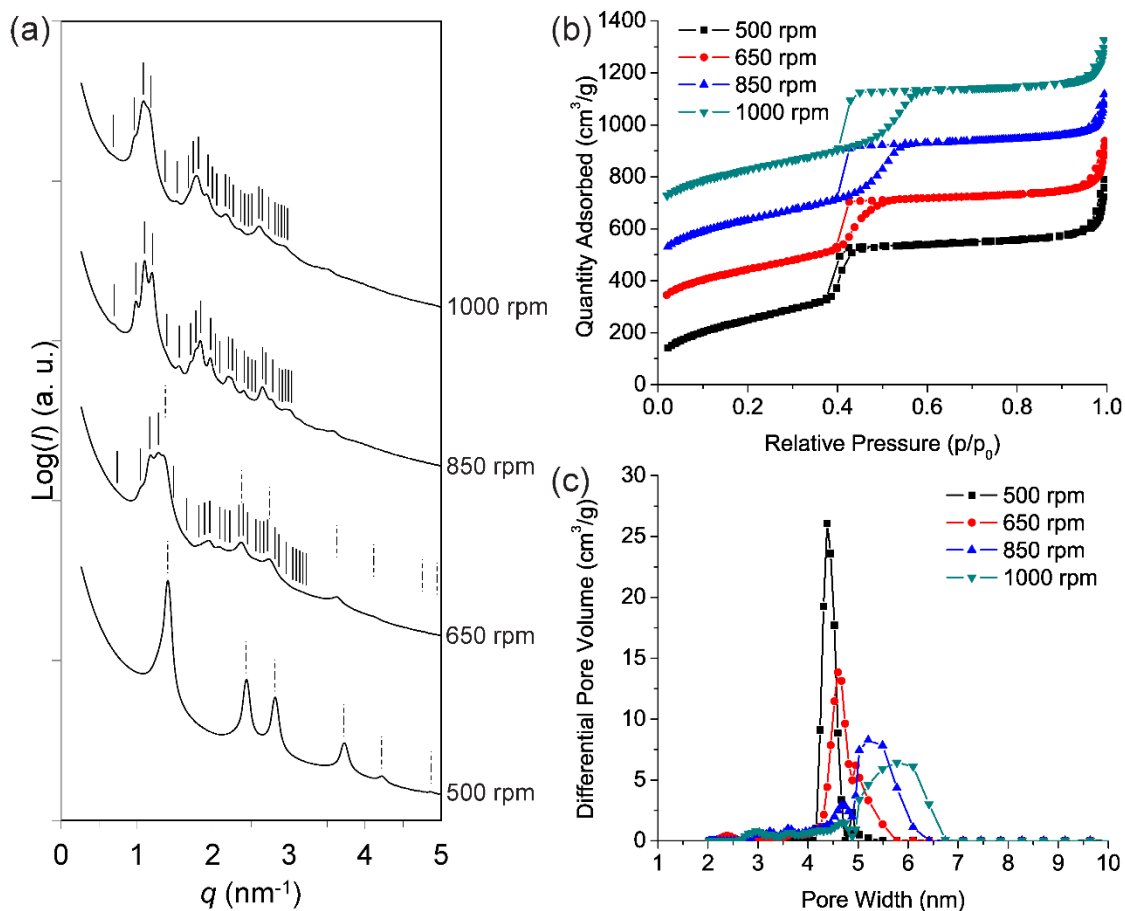 (a)
Log(I) (a. u.)
1000 rpm
850 rpm
650 rpm
500 rpm
0 1 2 3 4 5
q (nm⁻¹)
(b)
1400
1200
1000
800
600
400
200
0
Quantity Adsorbed (cm³/g)
500 rpm
650 rpm
850 rpm
1000 rpm
0.0 0.2 0.4 0.6 0.8 1.0
Relative Pressure (p/p₀)
(c)
30
25
20
15
10
5
0
Differential Pore Volume (cm³/g)
500 rpm
650 rpm
850 rpm
1000 rpm
1 2 3 4 5 6 7 8 9 10
Pore Width (nm)